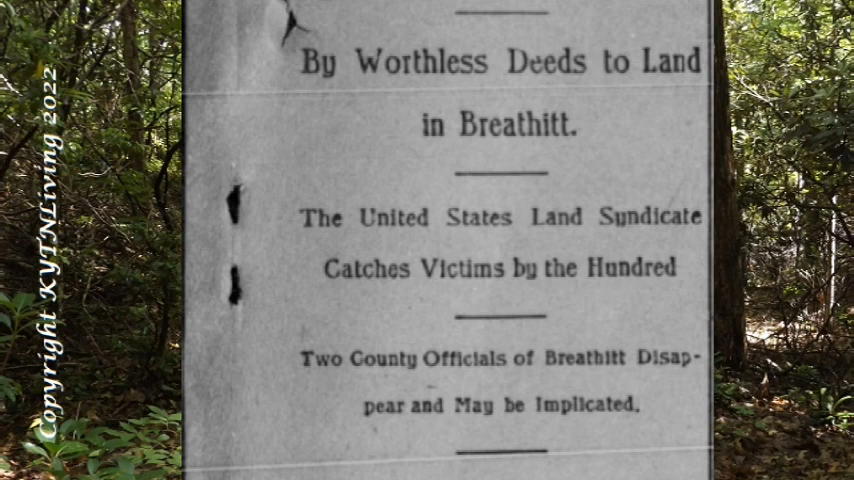 By Worthless Deeds to Land
in Breathitt.
The United States Land Syndicate
Catches Victims by the Hundred
Two County Officials of Breathitt Disap-
pear and May be Implicated.
Copyright KYTNLiving 2022